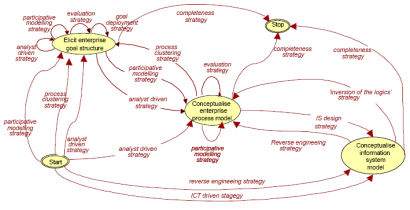 participative
modelling
strategy
evaluation
strategy
goal
deployment
strategy
completeness
strategy
Stop
analyst
driven
strategy
Elicit enterprise
goal structure
process
clustering
strategy
completeness
strategy
completeness
strategy
participative
modelling
strategy
evaluation
strategy
process
clustering
strategy
analyst driven
strategy
Conceptualise
enterprise
process model
'inversion of the logics'
strategy
participative
modelling
strategy
IS design
strategy
analyst
driven
strategy
analyst driven
strategy
participative
modelling
strategy
Reverse engineering
strategy
Conceptualise
information
system
model
Start
reverse engineering strategy
ICT driven stagegy